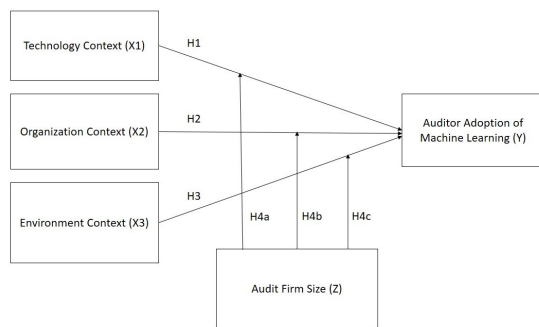 Technology Context (X1)
H1
Organization Context (X2)
H2
Auditor Adoption of
Machine Learning (Y)
Environment Context (X3)
H3
H4a
H4b
H4c
Audit Firm Size (Z)